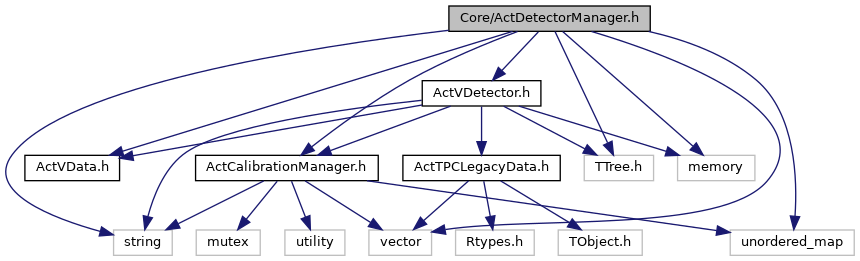 Core/ActDetectorManager.h
ActVDetector.h
ActVData.h
ActCalibrationManager.h
ActTPCLegacyData.h
TTree.h
memory
string
mutex
utility
vector
Rtypes.h
TObject.h
unordered_map